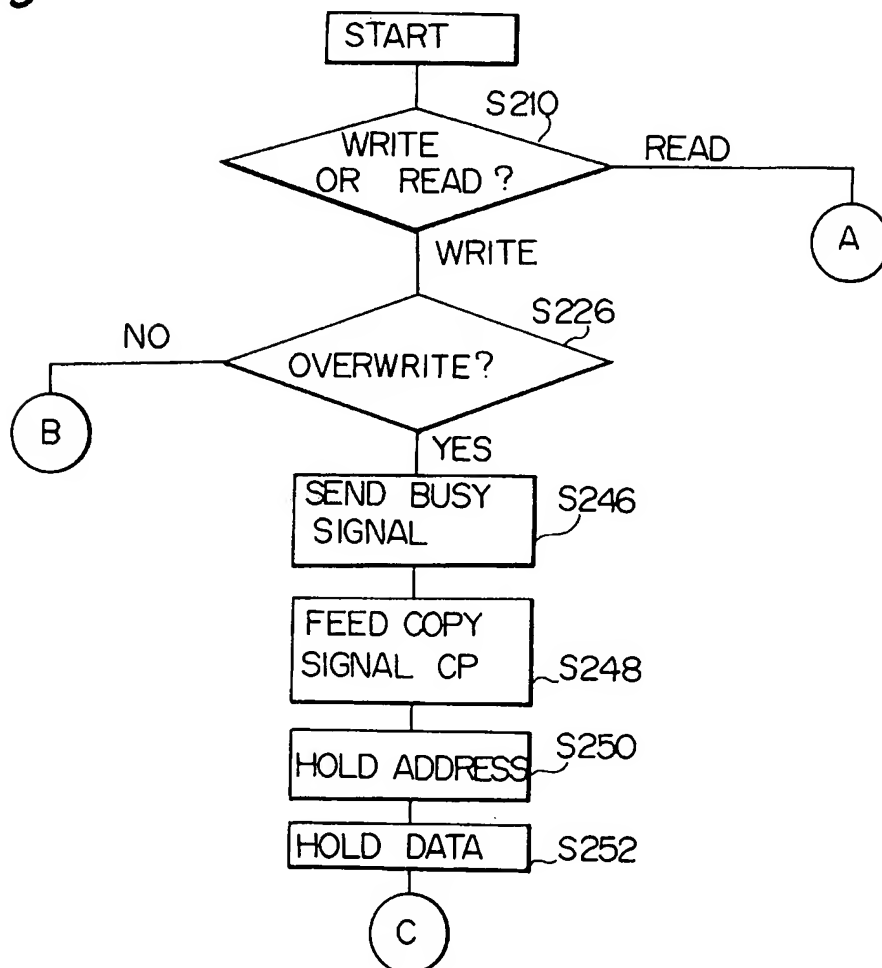 START
S210
WRITE
OR READ?
READ
A
WRITE
S226
NO
OVERWRITE?
B
YES
SEND BUSY
SIGNAL
S246
FEED COPY
SIGNAL CP
S248
S250
HOLD ADDRESS
HOLD DATA
S252
C